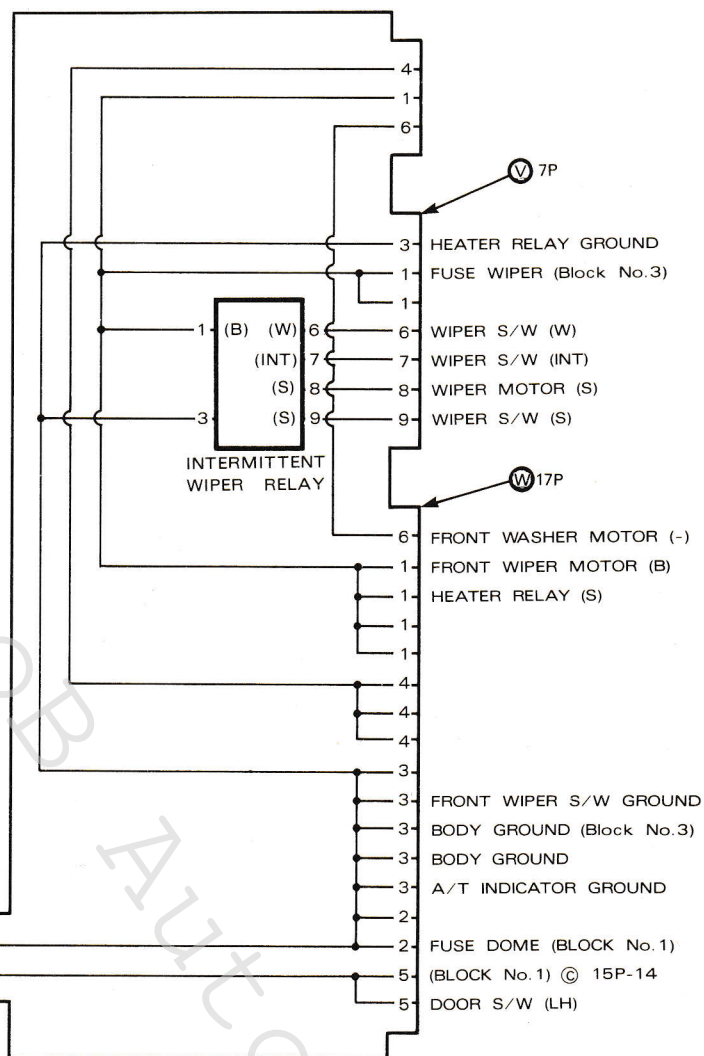 4
1
6
Ⓥ 7P
3 HEATER RELAY GROUND
1 FUSE WIPER (Block No.3)
1
1 (B) (W) 6 6 WIPER S/W (W)
(INT) 7 7 WIPER S/W (INT)
(S) 8 8 WIPER MOTOR (S)
3 (S) 9 9 WIPER S/W (S)
INTERMITTENT
WIPER RELAY
Ⓦ 17P
6 FRONT WASHER MOTOR (-)
1 FRONT WIPER MOTOR (B)
1 HEATER RELAY (S)
1
1
4
4
4
3
3 FRONT WIPER S/W GROUND
3 BODY GROUND (Block No.3)
3 BODY GROUND
3 A/T INDICATOR GROUND
2
2 FUSE DOME (BLOCK No.1)
5 (BLOCK No.1) Ⓒ 15P-14
5 DOOR S/W (LH)